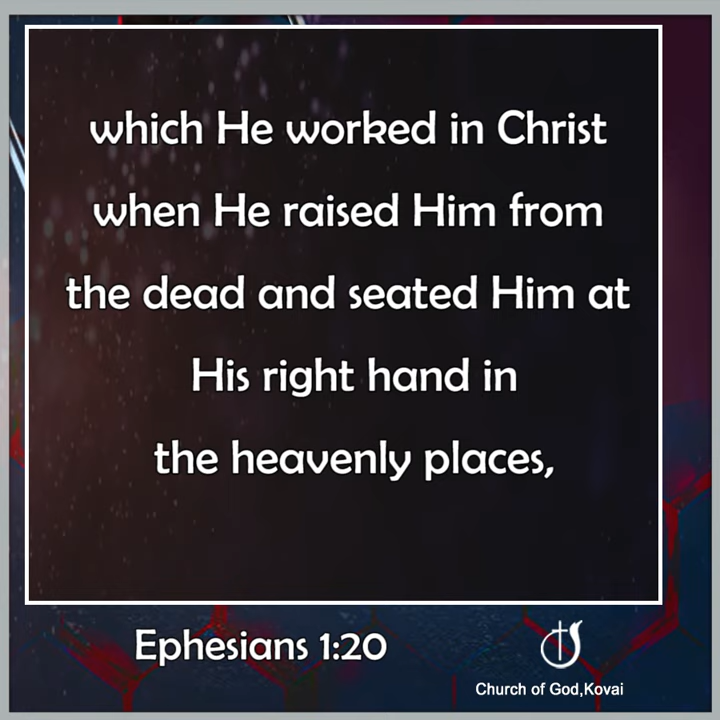 which He worked in Christ
when He raised Him from
the dead and seated Him at
His right hand in
the heavenly places,
Ephesians 1:20
Church of God,Kovai